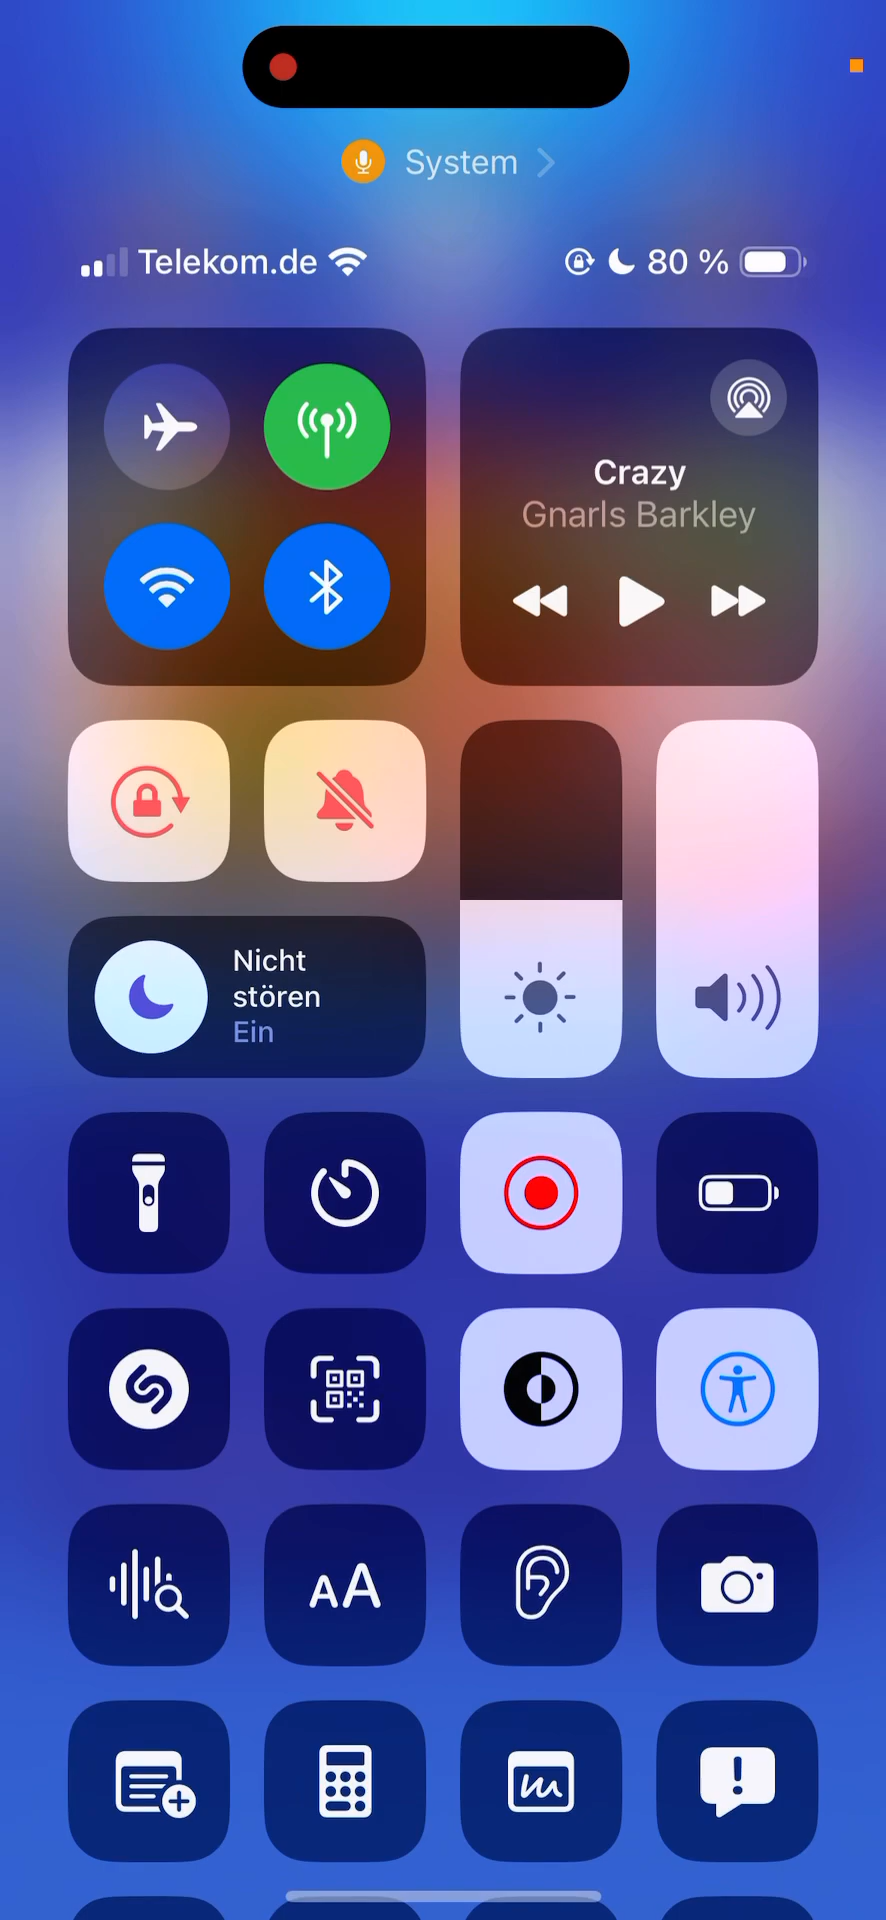 System
Telekom.de
80 %
Crazy
Gnarls Barkley
Nicht
stören
Ein
AA